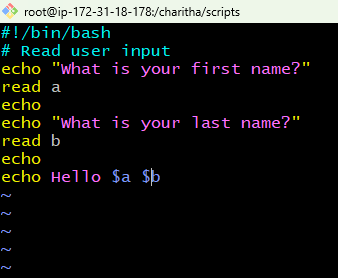 root@ip-172-31-18-178:/charitha/scripts
#!/bin/bash
# Read user input
echo "What is your first name?"
read a
echo
echo "What is your last name?"
read b
echo
echo Hello $a $b
~
~
~
~
~